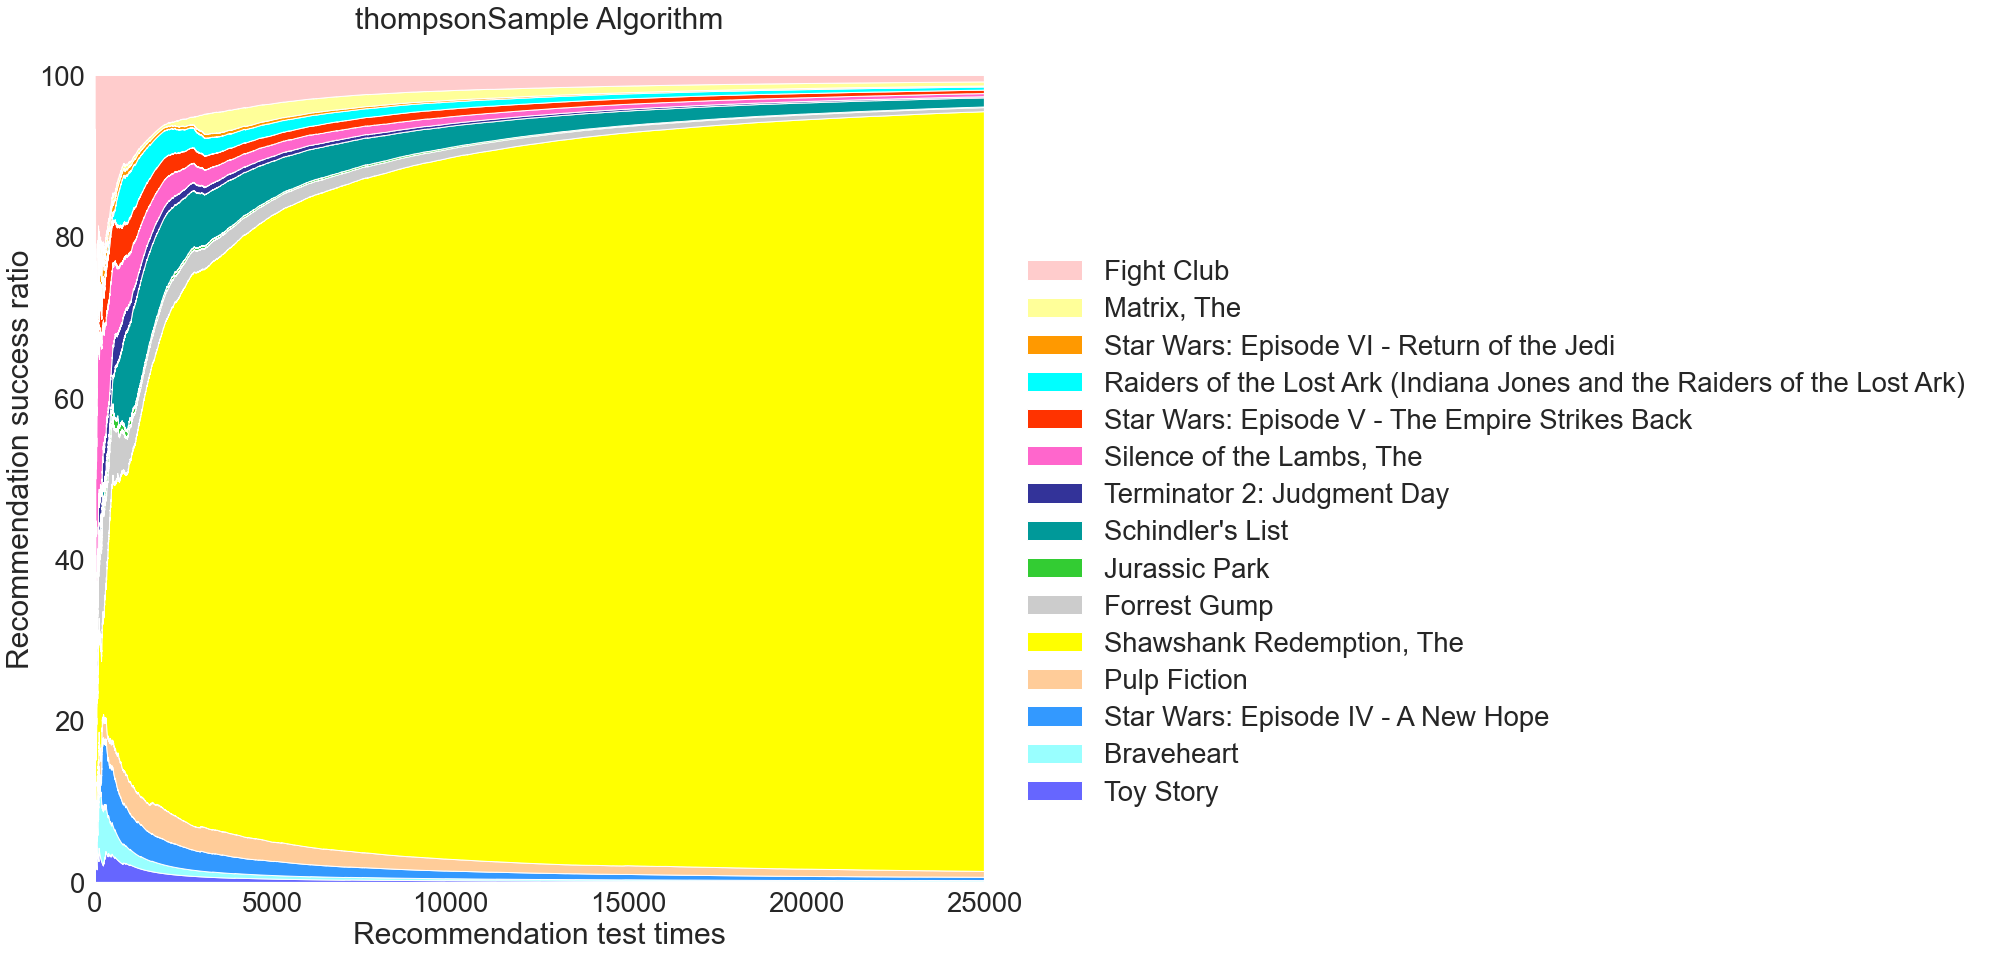 thompsonSample Algorithm
100
80
60
40
20
0
Recommendation success ratio
0 5000 10000 15000 20000 25000
Recommendation test times
Fight Club
Matrix, The
Star Wars: Episode VI - Return of the Jedi
Raiders of the Lost Ark (Indiana Jones and the Raiders of the Lost Ark)
Star Wars: Episode V - The Empire Strikes Back
Silence of the Lambs, The
Terminator 2: Judgment Day
Schindler's List
Jurassic Park
Forrest Gump
Shawshank Redemption, The
Pulp Fiction
Star Wars: Episode IV - A New Hope
Braveheart
Toy Story